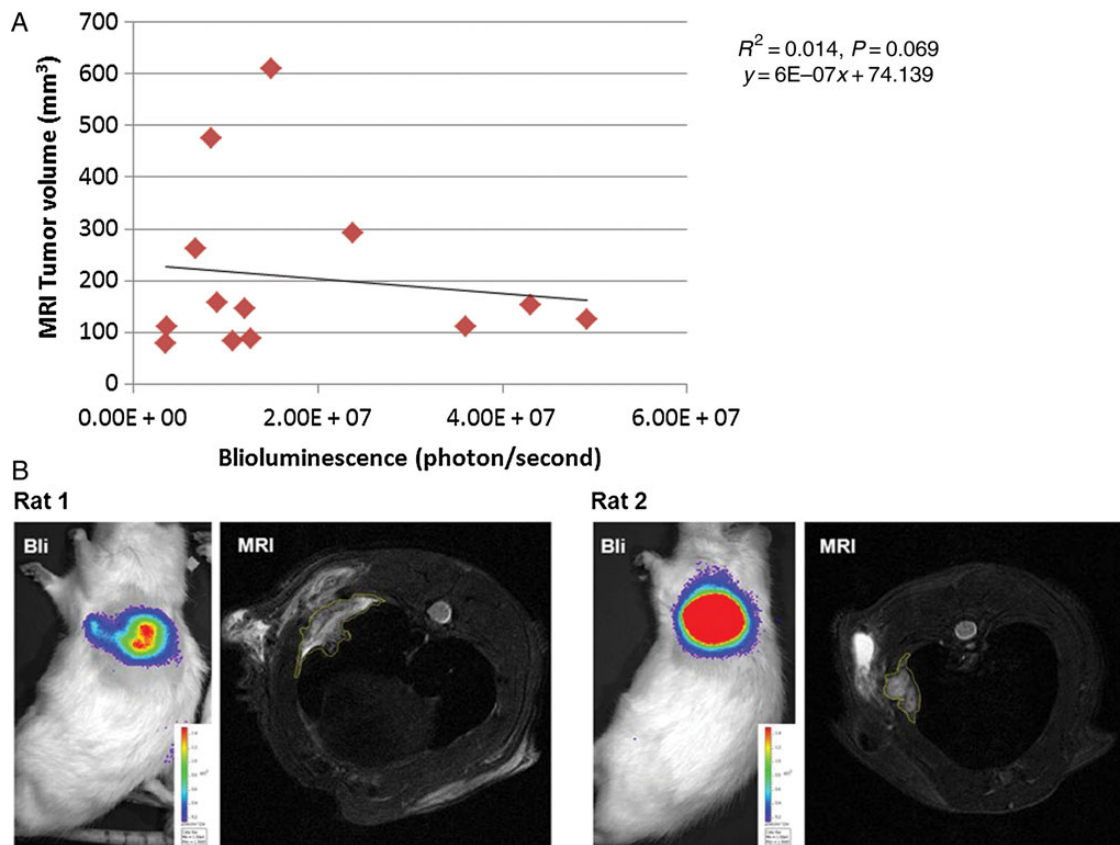 A
700
600
500
400
300
200
100
0
MRI Tumor volume (mm³)
0.00E + 00 2.00E + 07 4.00E + 07 6.00E + 07
Blioluminescence (photon/second)
R² = 0.014, P = 0.069
y = 6E–07x + 74.139
B
Rat 1 Rat 2
Bli MRI Bli MRI